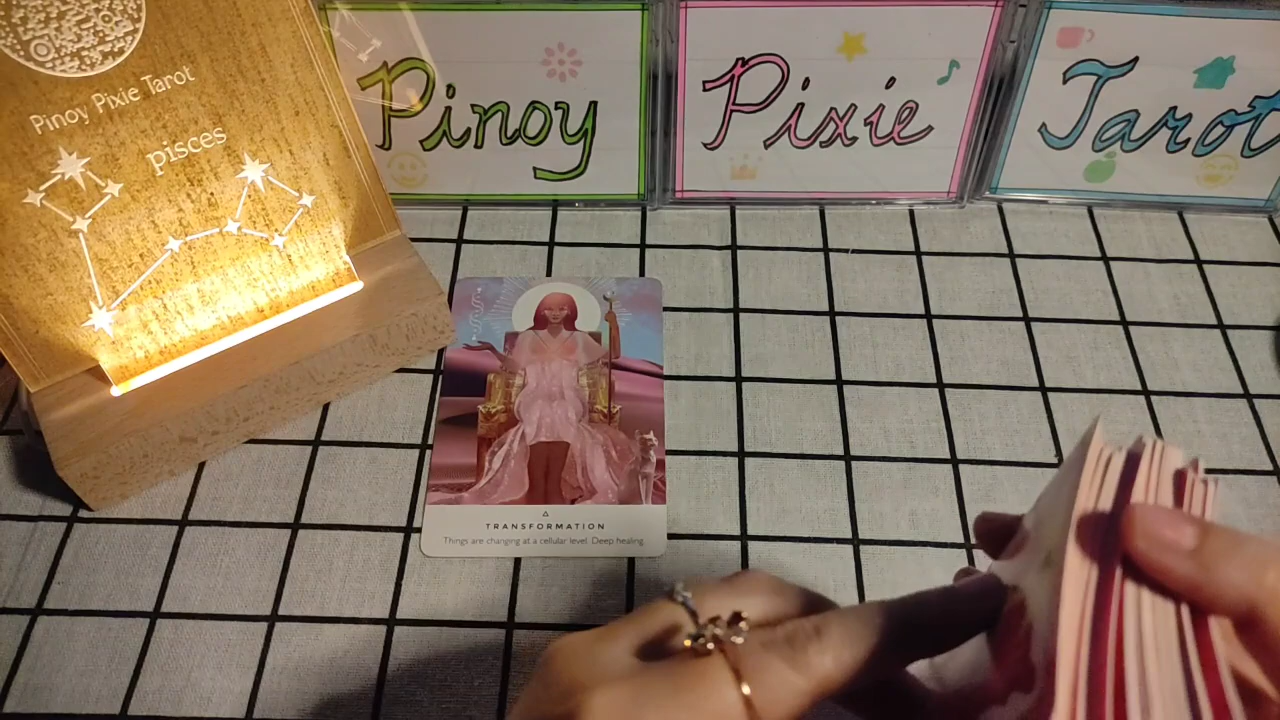 Pinoy Pixie Tarot
pisces
Pinoy
Pixie
Tarot
TRANSFORMATION
Things are changing at a cellular level. Deep healing.